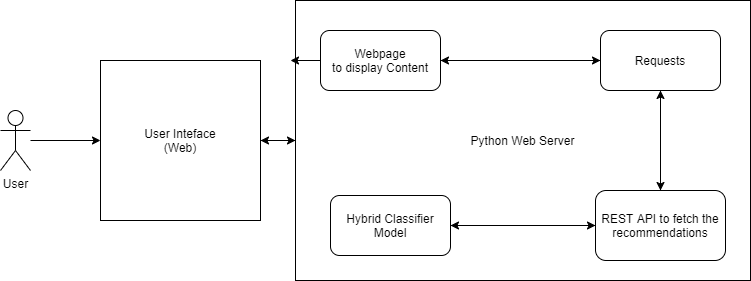 Webpage
to display Content
Requests
User Inteface
(Web)
Python Web Server
User
Hybrid Classifier
Model
REST API to fetch the
recommendations